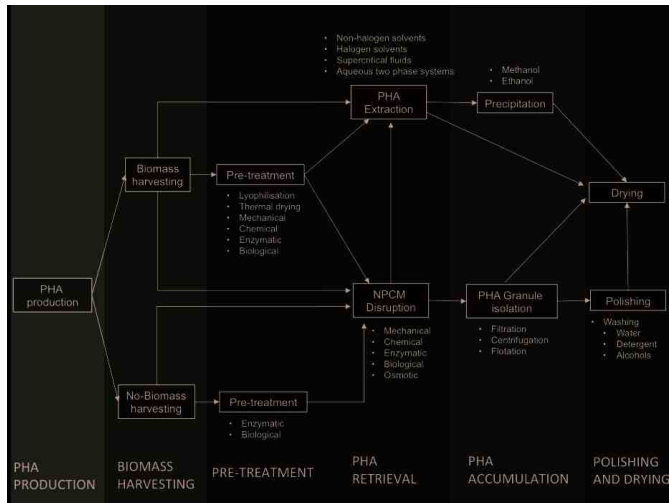 • Non-halogen solvents
• Halogen solvents
• Supercritical fluids
• Aqueous two phase systems
PHA
Extraction
• Methanol
• Ethanol
Precipitation
Biomass
harvesting
Pre-treatment
• Lyophilisation
• Thermal drying
• Mechanical
• Chemical
• Enzymatic
• Biological
Drying
PHA
production
NPCM
Disruption
• Mechanical
• Chemical
• Enzymatic
• Biological
• Osmotic
PHA Granule
isolation
• Filtration
• Centrifugation
• Flotation
Polishing
• Washing
• Water
• Detergent
• Alcohols
No-Biomass
harvesting
Pre-treatment
• Enzymatic
• Biological
PHA
PRODUCTION
BIOMASS
HARVESTING
PRE-TREATMENT
PHA
RETRIEVAL
PHA
ACCUMULATION
POLISHING
AND DRYING